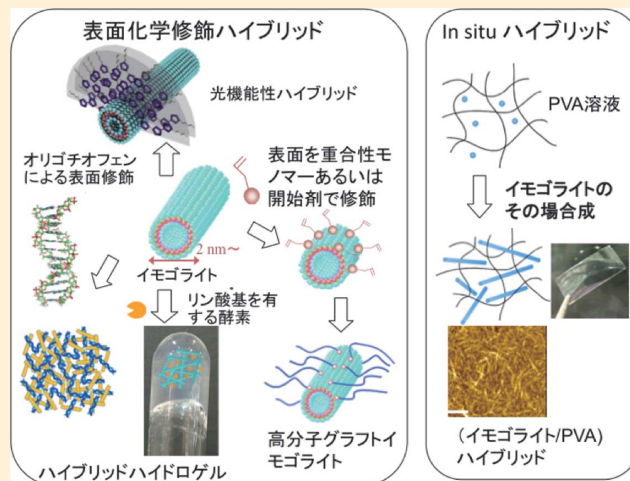 表面化学修飾ハイブリッド
光機能性ハイブリッド
オリゴチオフェン
による表面修飾
表面を重合性モ
ノマーあるいは
開始剤で修飾
2 nm~
イモゴライト
リン酸基を有
する酵素
高分子グラフトイ
モゴライト
ハイブリッドハイドロゲル
In situ ハイブリッド
PVA溶液
イモゴライトの
その場合成
(イモゴライト/PVA)
ハイブリッド